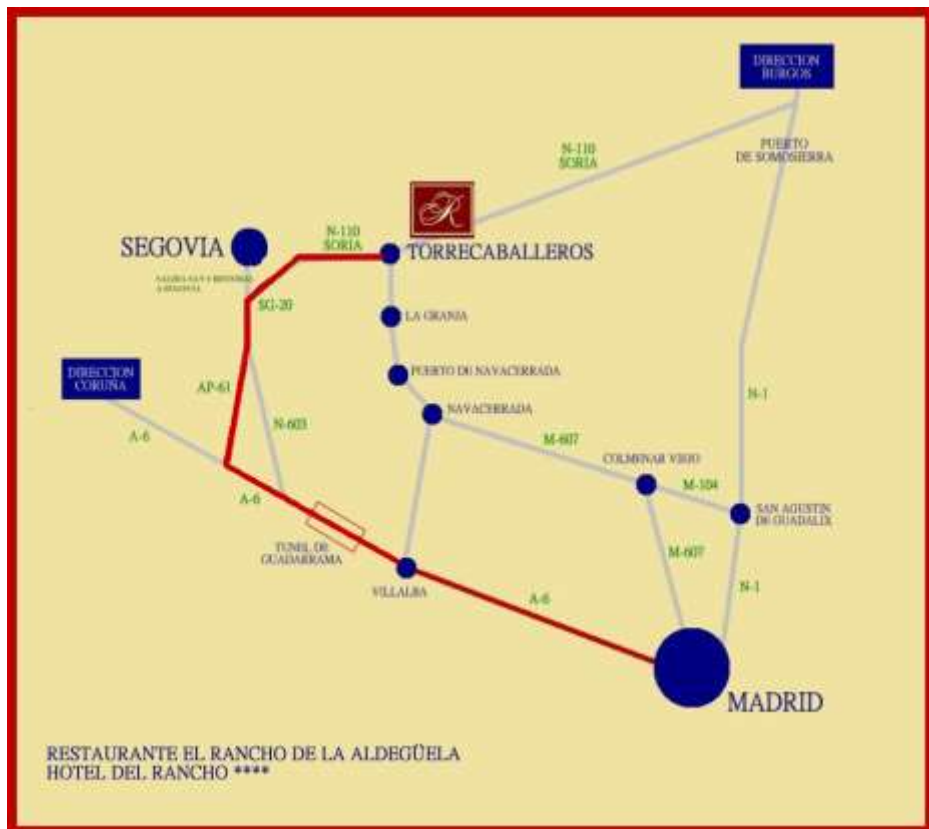 DIRECCION
BURGOS
N-110
SORIA
PUERTO
DE SOMOSIERRA
R
N-110
SORIA
SEGOVIA
TORRECABALLEROS
A SEGOVIA
SG-20
LA GRANJA
DIRECCION
CORUÑA
AP-61
PUERTO DE NAVACERRADA
N-1
NAVACERRADA
N-603
A-6
M-607
COLMENAR VIEJO
M-104
A-6
SAN AGUSTIN
DE GUADALIX
TUNEL DE
GUADARRAMA
M-607
VILLALBA
A-6
N-1
MADRID
RESTAURANTE EL RANCHO DE LA ALDEGÜELA
HOTEL DEL RANCHO ****